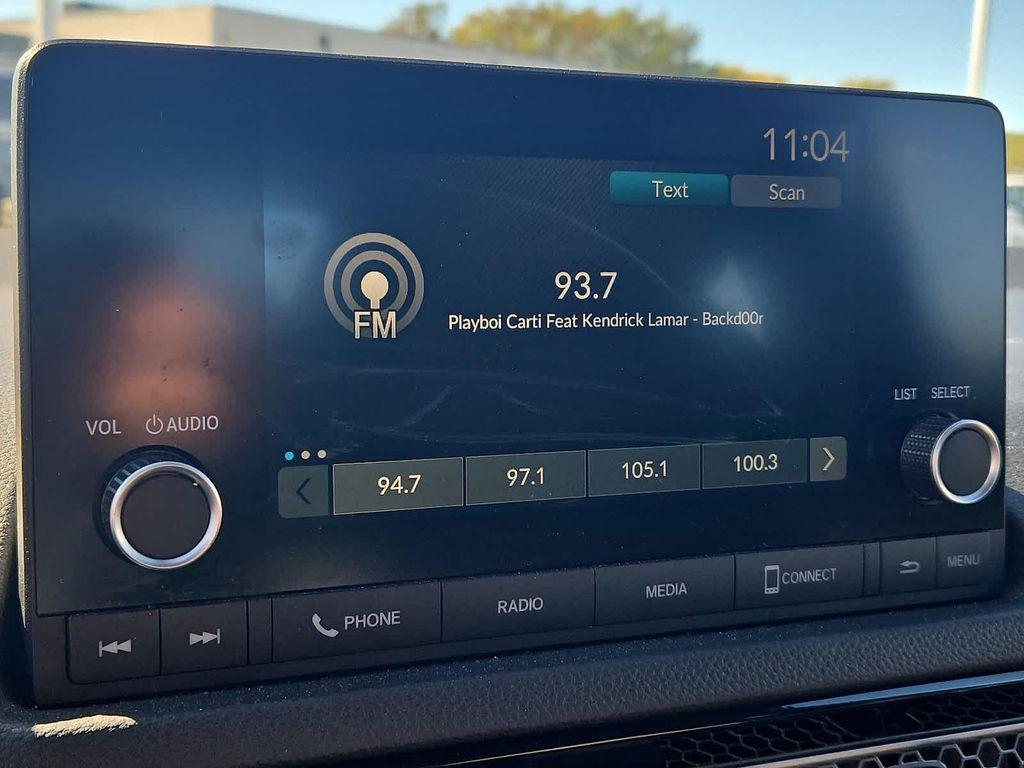 11:04
Text Scan
93.7
FM
Playboi Carti Feat Kendrick Lamar - Backd00r
LIST SELECT
VOL AUDIO
94.7 97.1 105.1 100.3
PHONE RADIO MEDIA CONNECT MENU